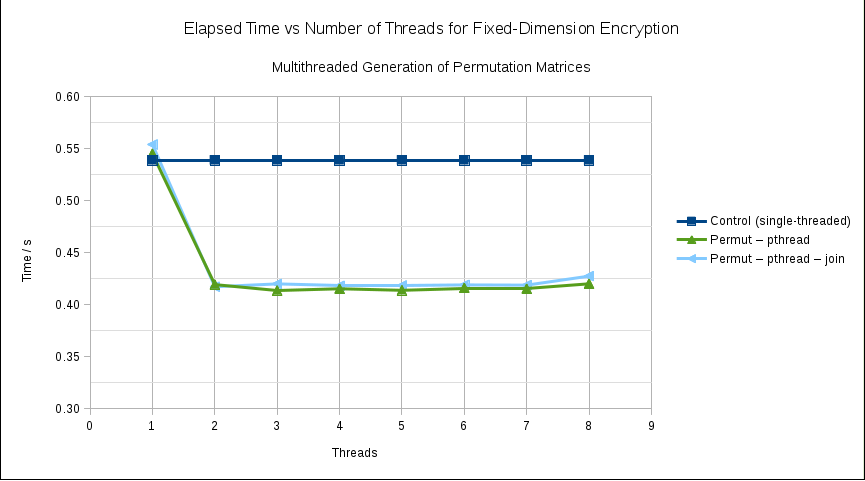 Elapsed Time vs Number of Threads for Fixed-Dimension Encryption
Multithreaded Generation of Permutation Matrices
0.60
0.55
0.50
0.45
0.40
0.35
0.30
Time / s
0 1 2 3 4 5 6 7 8 9
Threads
Control (single-threaded)
Permut – pthread
Permut – pthread – join